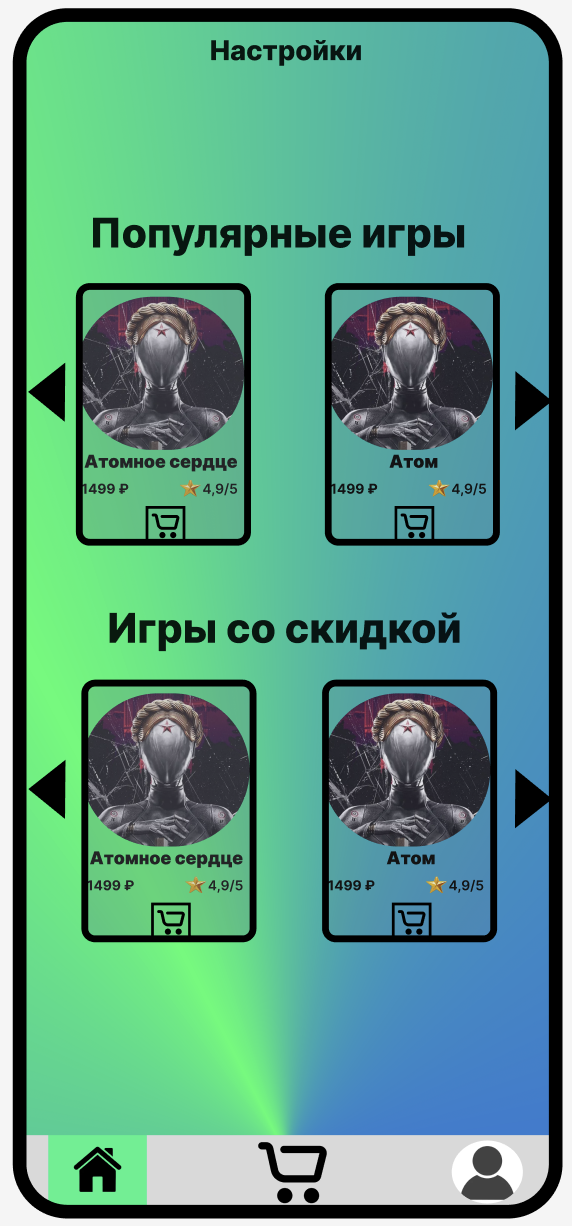 Настройки
Популярные игры
Атомное сердце
1499 ₽ 4,9/5
Атом
1499 ₽ 4,9/5
Игры со скидкой
Атомное сердце
1499 ₽ 4,9/5
Атом
1499 ₽ 4,9/5